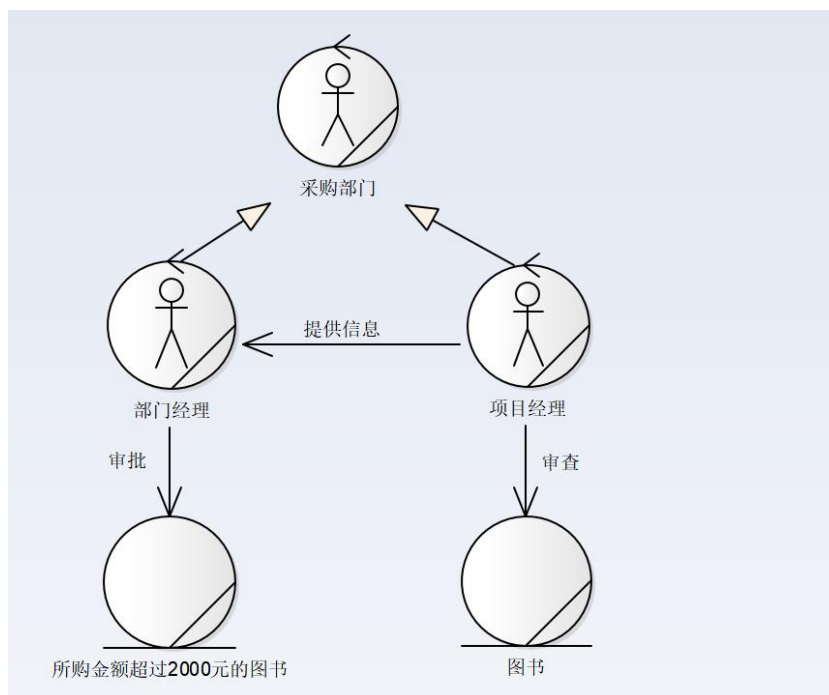 采购部门
提供信息
部门经理
项目经理
审批
审查
所购金额超过2000元的图书
图书